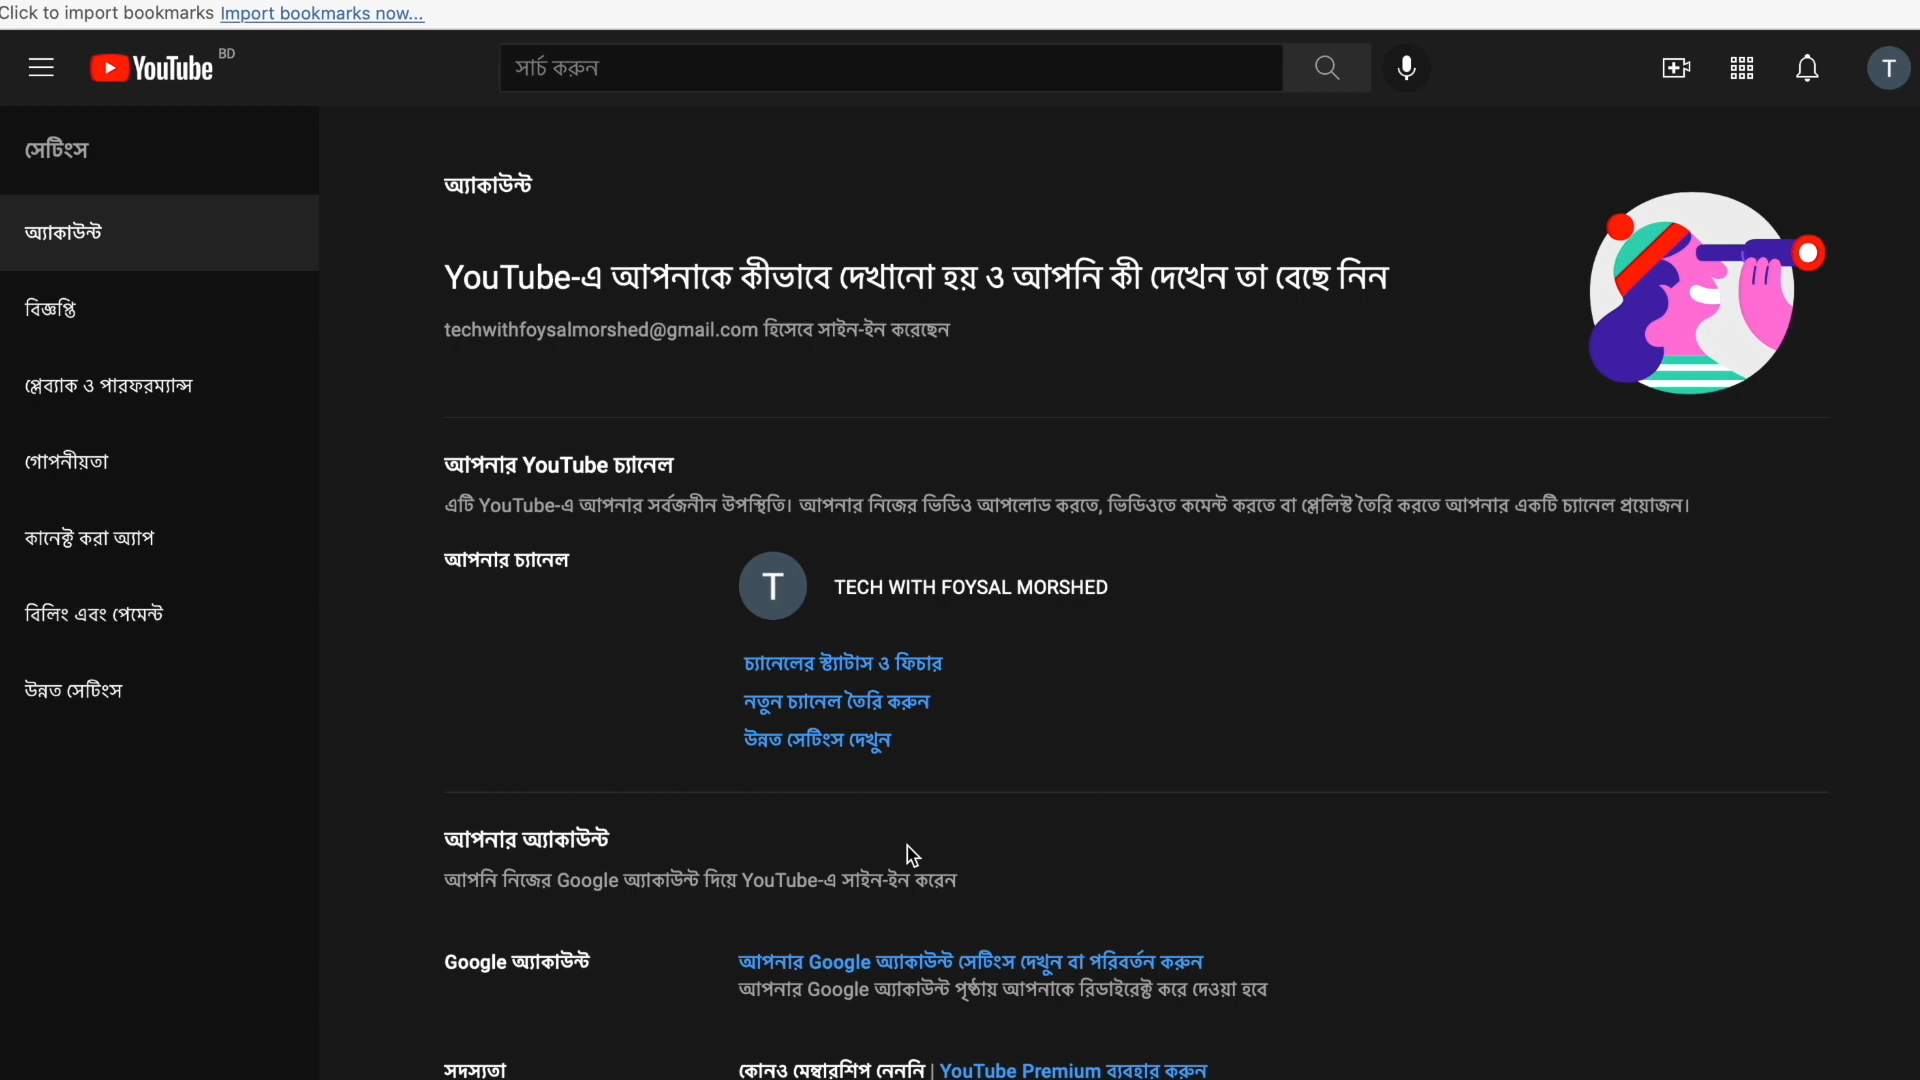 Click to import bookmarks Import bookmarks now...
YouTube BD
সার্চ করুন
T
সেটিংস
অ্যাকাউন্ট
বিজ্ঞপ্তি
প্লেব্যাক ও পারফরম্যান্স
গোপনীয়তা
কানেক্ট করা অ্যাপ
বিলিং এবং পেমেন্ট
উন্নত সেটিংস
অ্যাকাউন্ট
YouTube-এ আপনাকে কীভাবে দেখানো হয় ও আপনি কী দেখেন তা বেছে নিন
techwithfoysalmorshed@gmail.com হিসেবে সাইন-ইন করেছেন
আপনার YouTube চ্যানেল
এটি YouTube-এ আপনার সর্বজনীন উপস্থিতি। আপনার নিজের ভিডিও আপলোড করতে, ভিডিওতে কমেন্ট করতে বা প্লেলিস্ট তৈরি করতে আপনার একটি চ্যানেল প্রয়োজন।
আপনার চ্যানেল
T
TECH WITH FOYSAL MORSHED
চ্যানেলের স্ট্যাটাস ও ফিচার
নতুন চ্যানেল তৈরি করুন
উন্নত সেটিংস দেখুন
আপনার অ্যাকাউন্ট
আপনি নিজের Google অ্যাকাউন্ট দিয়ে YouTube-এ সাইন-ইন করেন
Google অ্যাকাউন্ট
আপনার Google অ্যাকাউন্ট সেটিংস দেখুন বা পরিবর্তন করুন
আপনার Google অ্যাকাউন্ট পৃষ্ঠায় আপনাকে রিডাইরেক্ট করে দেওয়া হবে
সদস্যতা
কোনও মেম্বারশিপ নেননি | YouTube Premium ব্যবহার করুন